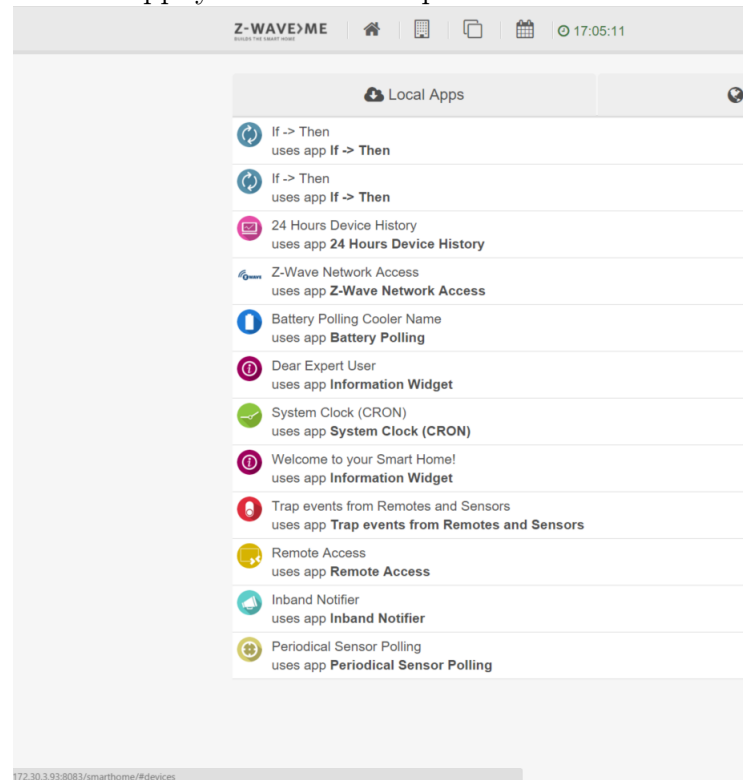 Z-WAVE>ME
BUILDS THE SMART HOME
17:05:11
Local Apps
If -> Then
uses app If -> Then
If -> Then
uses app If -> Then
24 Hours Device History
uses app 24 Hours Device History
Z-Wave Network Access
uses app Z-Wave Network Access
Battery Polling Cooler Name
uses app Battery Polling
Dear Expert User
uses app Information Widget
System Clock (CRON)
uses app System Clock (CRON)
Welcome to your Smart Home!
uses app Information Widget
Trap events from Remotes and Sensors
uses app Trap events from Remotes and Sensors
Remote Access
uses app Remote Access
Inband Notifier
uses app Inband Notifier
Periodical Sensor Polling
uses app Periodical Sensor Polling
172.30.3.93:8083/smarthome/#devices